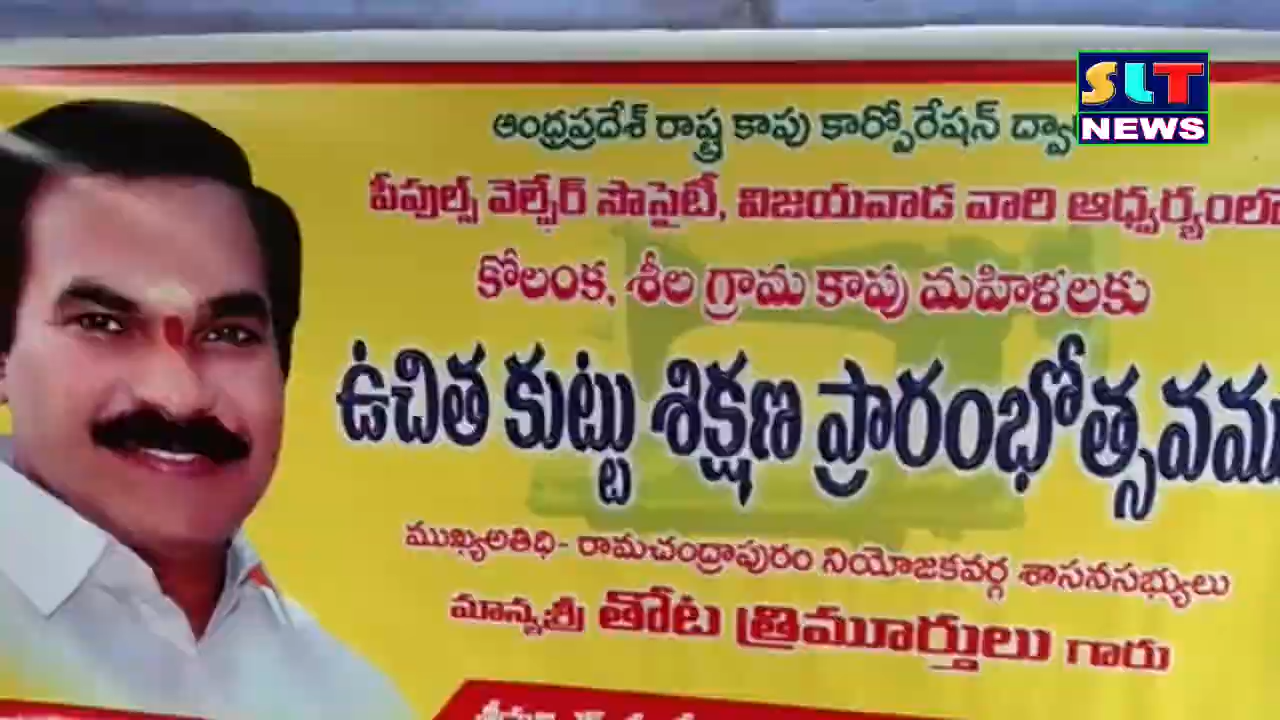 SLT
NEWS
ఆంధ్రప్రదేశ్ రాష్ట్ర కాపు కార్పోరేషన్ ద్వా
పీపుల్స్ వెల్ఫేర్ సొసైటీ, విజయవాడ వారి ఆధ్వర్యంలో
కోలంక, శీల గ్రామ కాపు మహిళలకు
ఉచిత కుట్టు శిక్షణ ప్రారంభోత్సవము
ముఖ్యఅతిధి- రామచంద్రాపురం నియోజకవర్గ శాసనసభ్యులు
మాన్యశ్రీ తోట త్రిమూర్తులు గారు